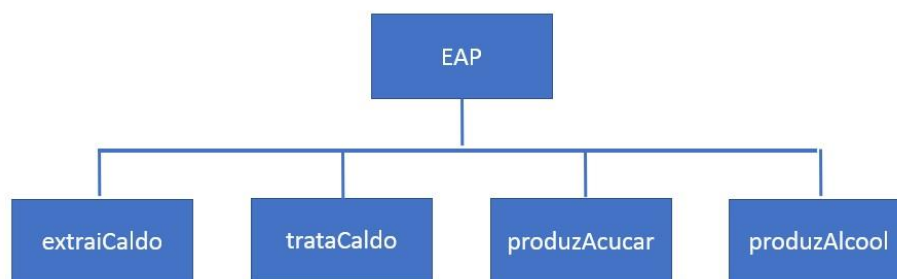 EAP
extraiCaldo
trataCaldo
produzAcucar
produzAlcool